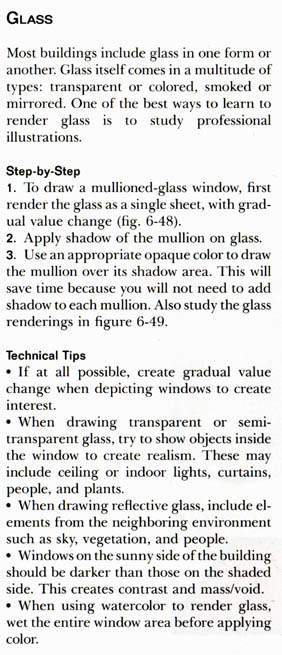 GLASS
Most buildings include glass in one form or
another. Glass itself comes in a multitude of
types: transparent or colored, smoked or
mirrored. One of the best ways to learn to
render glass is to study professional
illustrations.
Step-by-Step
1. To draw a mullioned-glass window, first
render the glass as a single sheet, with grad-
ual value change (fig. 6-48).
2. Apply shadow of the mullion on glass.
3. Use an appropriate opaque color to draw
the mullion over its shadow area. This will
save time because you will not need to add
shadow to each mullion. Also study the glass
renderings in figure 6-49.
Technical Tips
• If at all possible, create gradual value
change when depicting windows to create
interest.
• When drawing transparent or semi-
transparent glass, try to show objects inside
the window to create realism. These may
include ceiling or indoor lights, curtains,
people, and plants.
• When drawing reflective glass, include el-
ements from the neighboring environment
such as sky, vegetation, and people.
• Windows on the sunny side of the building
should be darker than those on the shaded
side. This creates contrast and mass/void.
• When using watercolor to render glass,
wet the entire window area before applying
color.